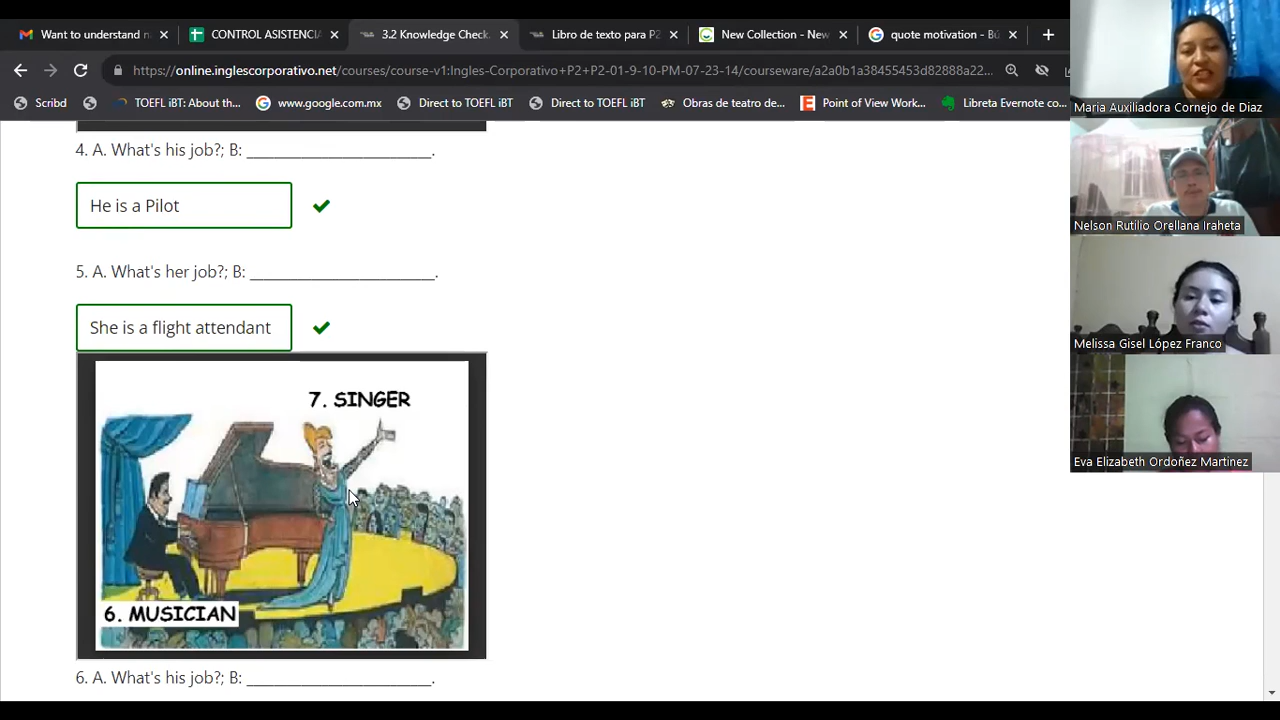 Want to understand n
CONTROL ASISTENCIA
3.2 Knowledge Check
Libro de texto para P2
New Collection - New
quote motivation - Bú
https://online.inglescorporativo.net/courses/course-v1:Ingles-Corporativo+P2+P2-01-9-10-PM-07-23-14/courseware/a2a0b1a38455453d82888a22...
Scribd
TOEFL iBT: About th...
www.google.com.mx
Direct to TOEFL iBT
Direct to TOEFL iBT
Obras de teatro de...
Point of View Work...
Libreta Evernote co...
4. A. What's his job?; B: ________________________.
He is a Pilot
5. A. What's her job?; B: ________________________.
She is a flight attendant
7. SINGER
6. MUSICIAN
6. A. What's his job?; B: ________________________.
Maria Auxiliadora Cornejo de Diaz
Nelson Rutilio Orellana Iraheta
Melissa Gisel López Franco
Eva Elizabeth Ordoñez Martinez